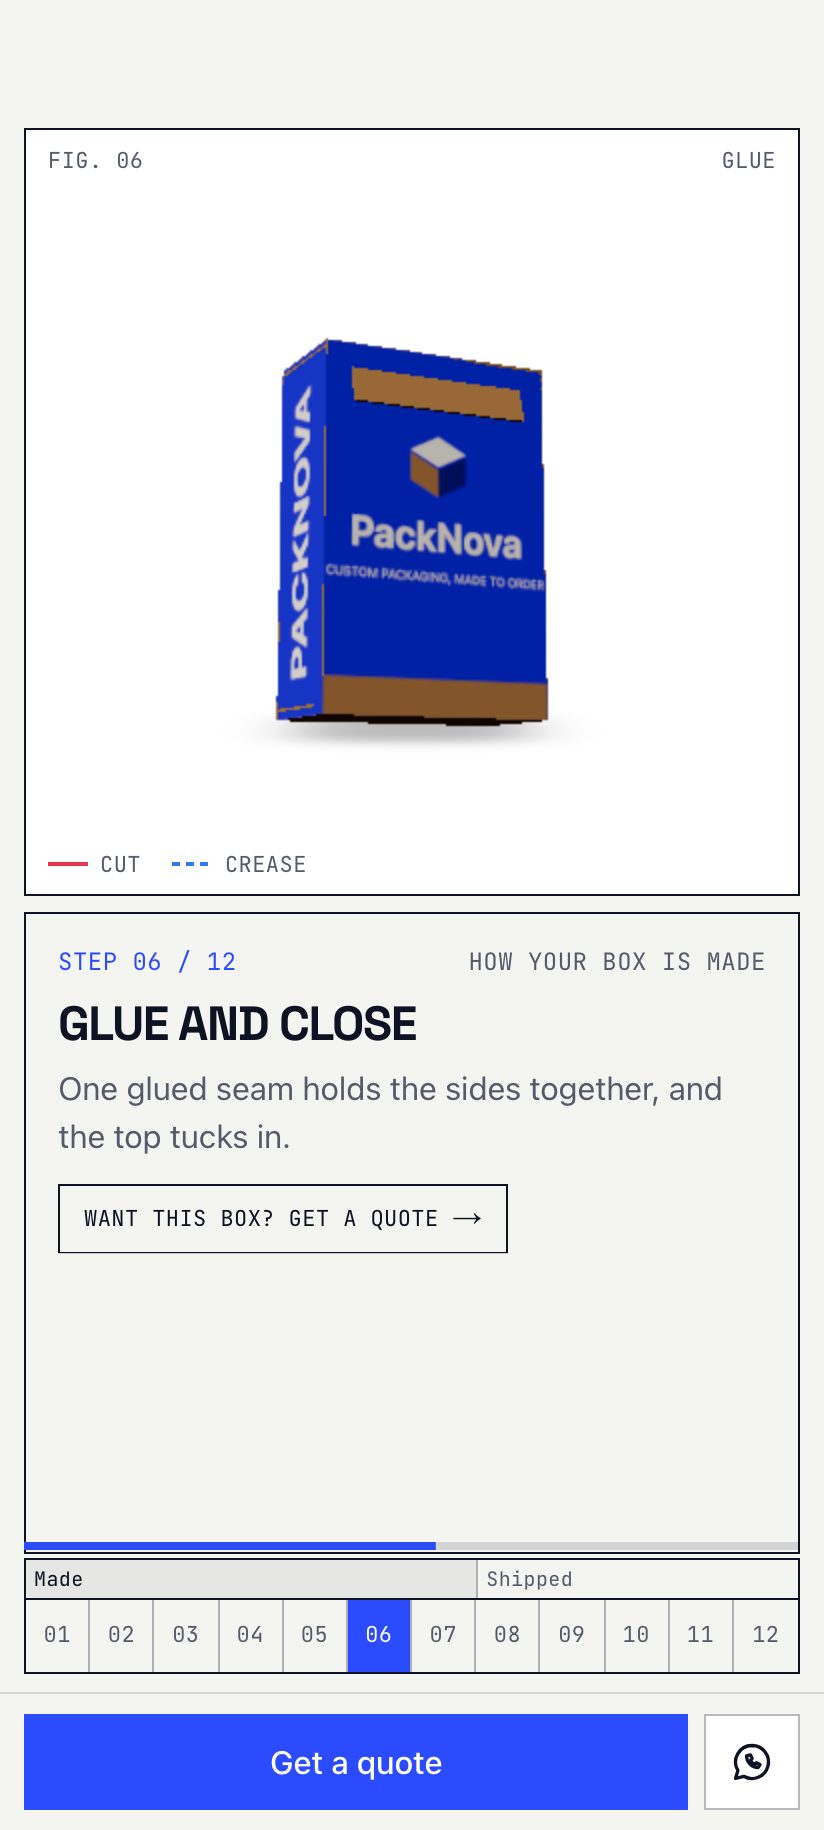 FIG. 06
GLUE
PACKNOVA
PackNova
CUSTOM PACKAGING, MADE TO ORDER
CUT
CREASE
STEP 06 / 12
HOW YOUR BOX IS MADE
GLUE AND CLOSE
One glued seam holds the sides together, and
the top tucks in.
WANT THIS BOX? GET A QUOTE →
Made
Shipped
01 02 03 04 05 06 07 08 09 10 11 12
Get a quote